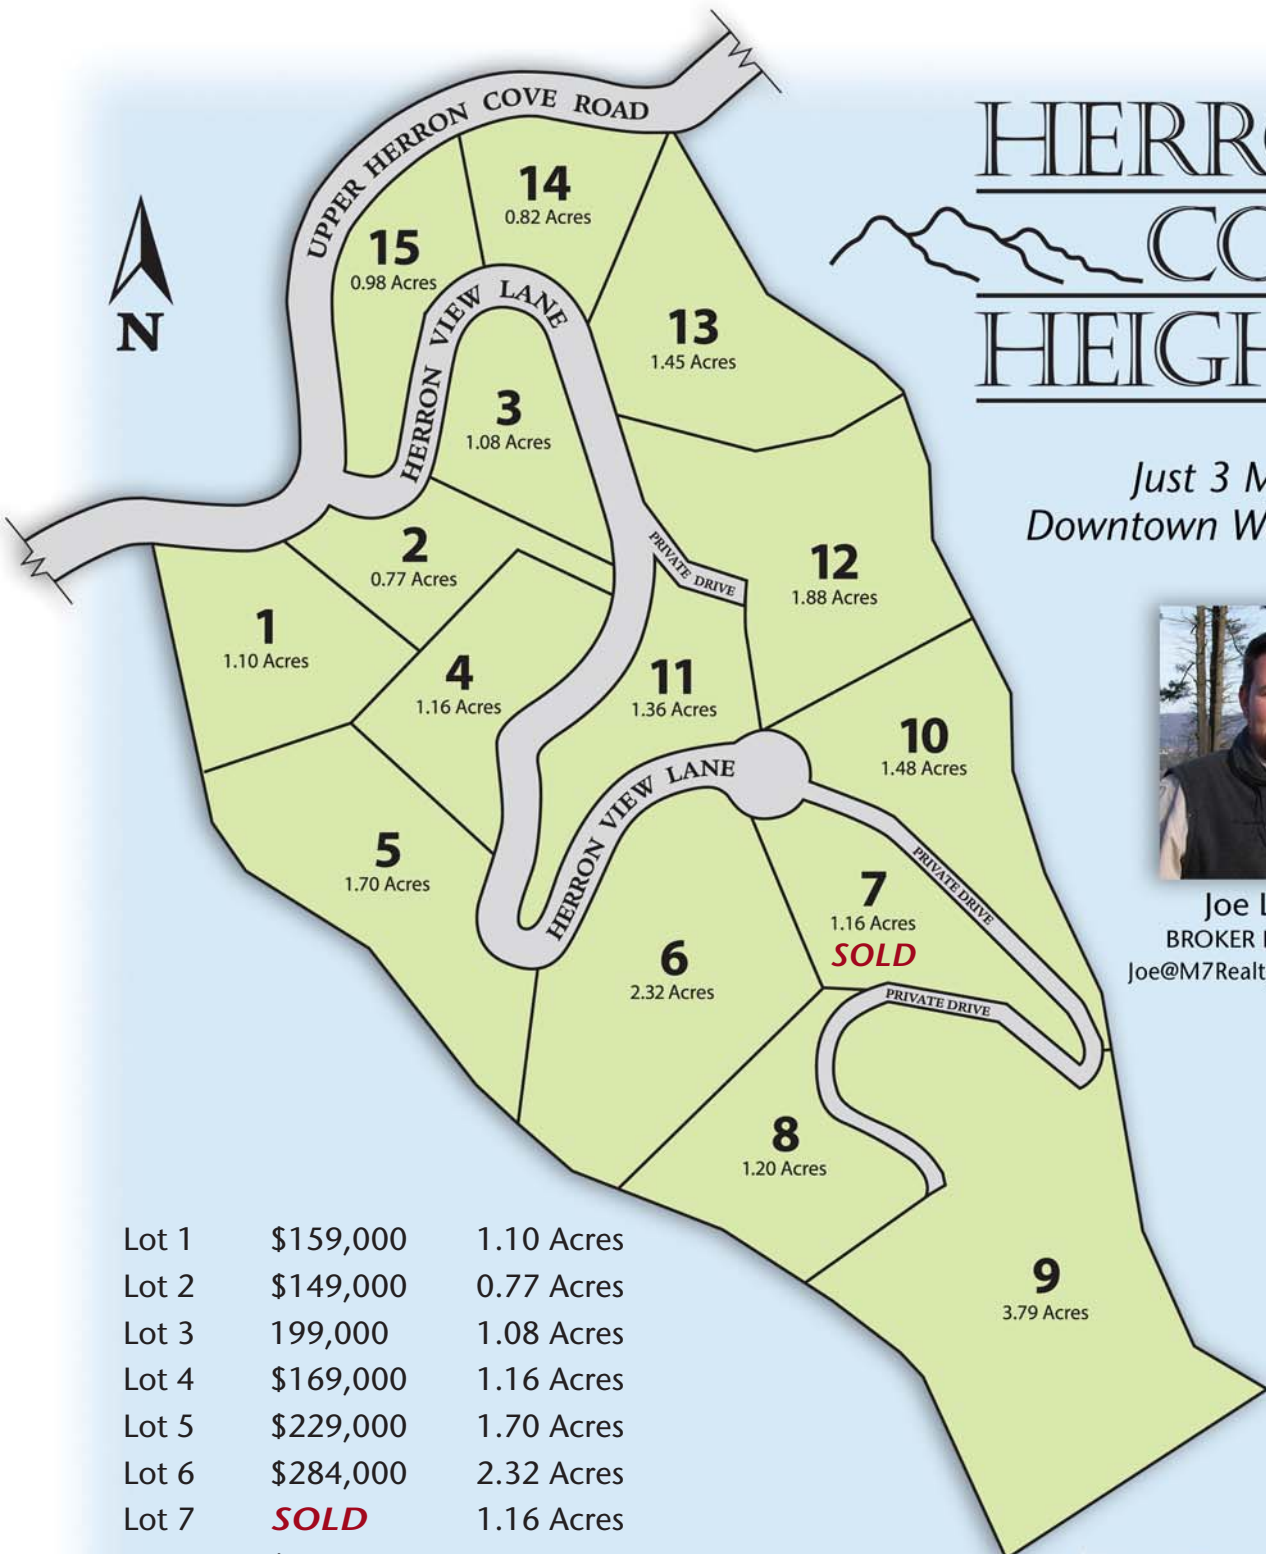 UPPER HERRON COVE ROAD
14
0.82 Acres
15
0.98 Acres
N
HERRON VIEW LANE
13
1.45 Acres
3
1.08 Acres
2
0.77 Acres
PRIVATE DRIVE
12
1.88 Acres
1
1.10 Acres
4
1.16 Acres
11
1.36 Acres
10
1.48 Acres
HERRON VIEW LANE
5
1.70 Acres
PRIVATE DRIVE
7
1.16 Acres
SOLD
6
2.32 Acres
PRIVATE DRIVE
8
1.20 Acres
9
3.79 Acres
HERR
CO
HEIGH
Just 3 M
Downtown W
Joe L
BROKER
Joe@M7Realt
Lot 1 $159,000 1.10 Acres
Lot 2 $149,000 0.77 Acres
Lot 3 199,000 1.08 Acres
Lot 4 $169,000 1.16 Acres
Lot 5 $229,000 1.70 Acres
Lot 6 $284,000 2.32 Acres
Lot 7 SOLD 1.16 Acres